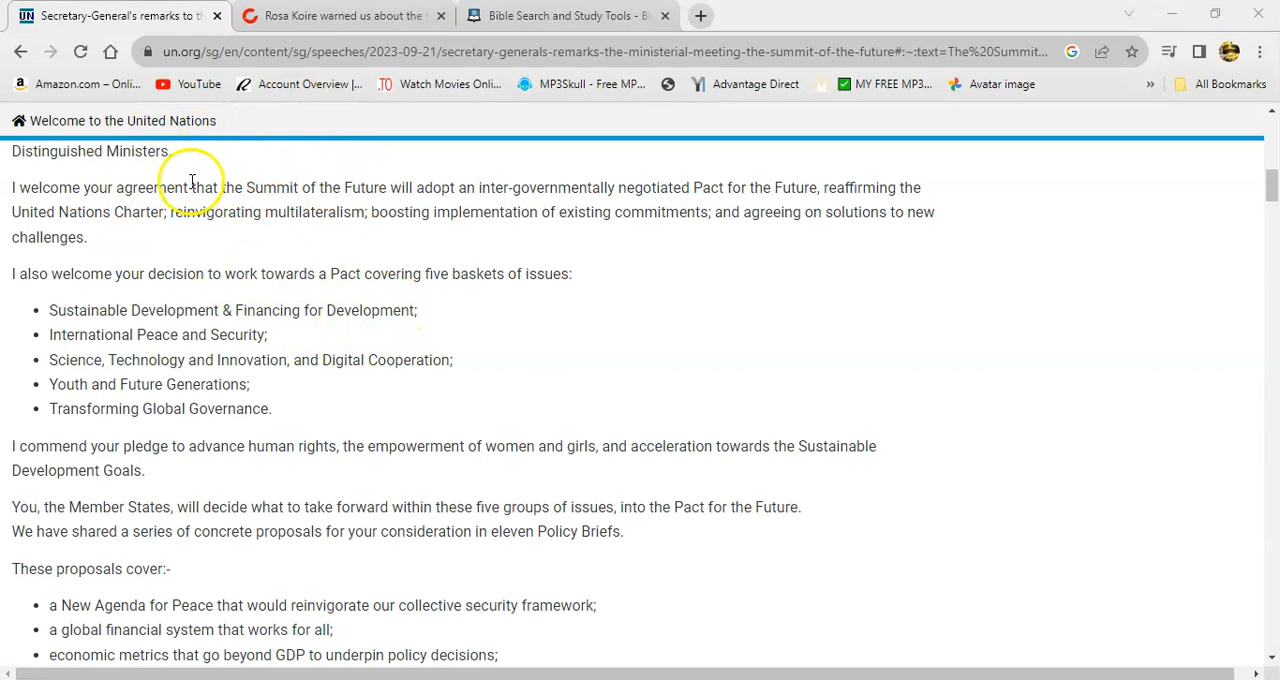 Secretary-General's remarks to th
Rosa Koire warned us about the
Bible Search and Study Tools - Bl
un.org/sg/en/content/sg/speeches/2023-09-21/secretary-generals-remarks-the-ministerial-meeting-the-summit-of-the-future#:~:text=The%20Summit...
Amazon.com – Onli...
YouTube
Account Overview |...
Watch Movies Onlin...
MP3Skull - Free MP...
Advantage Direct
MY FREE MP3...
Avatar image
»
All Bookmarks
Welcome to the United Nations
Distinguished Ministers,
I welcome your agreement that the Summit of the Future will adopt an inter-governmentally negotiated Pact for the Future, reaffirming the
United Nations Charter; reinvigorating multilateralism; boosting implementation of existing commitments; and agreeing on solutions to new
challenges.
I also welcome your decision to work towards a Pact covering five baskets of issues:
• Sustainable Development & Financing for Development;
• International Peace and Security;
• Science, Technology and Innovation, and Digital Cooperation;
• Youth and Future Generations;
• Transforming Global Governance.
I commend your pledge to advance human rights, the empowerment of women and girls, and acceleration towards the Sustainable
Development Goals.
You, the Member States, will decide what to take forward within these five groups of issues, into the Pact for the Future.
We have shared a series of concrete proposals for your consideration in eleven Policy Briefs.
These proposals cover:-
• a New Agenda for Peace that would reinvigorate our collective security framework;
• a global financial system that works for all;
• economic metrics that go beyond GDP to underpin policy decisions;